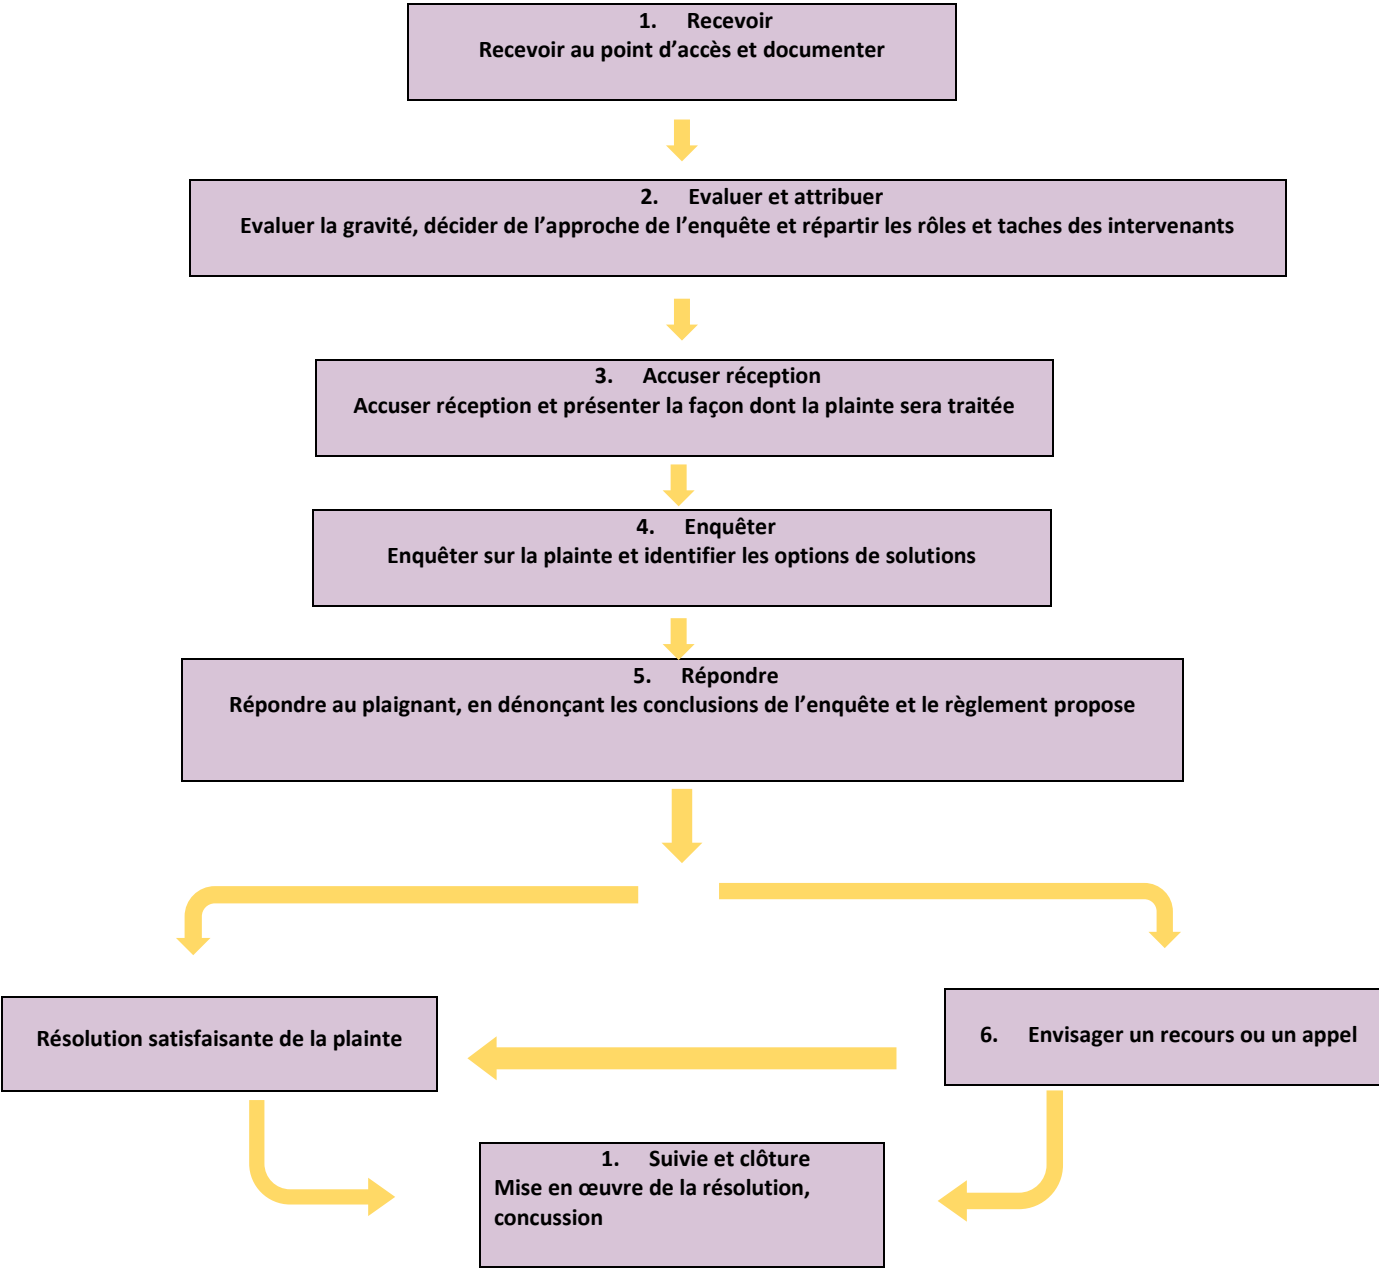 1. Recevoir
Recevoir au point d’accès et documenter
2. Evaluer et attribuer
Evaluer la gravité, décider de l’approche de l’enquête et répartir les rôles et taches des intervenants
3. Accuser réception
Accuser réception et présenter la façon dont la plainte sera traitée
4. Enquêter
Enquêter sur la plainte et identifier les options de solutions
5. Répondre
Répondre au plaignant, en dénonçant les conclusions de l’enquête et le règlement propose
Résolution satisfaisante de la plainte
6. Envisager un recours ou un appel
1. Suivie et clôture
Mise en œuvre de la résolution,
concussion